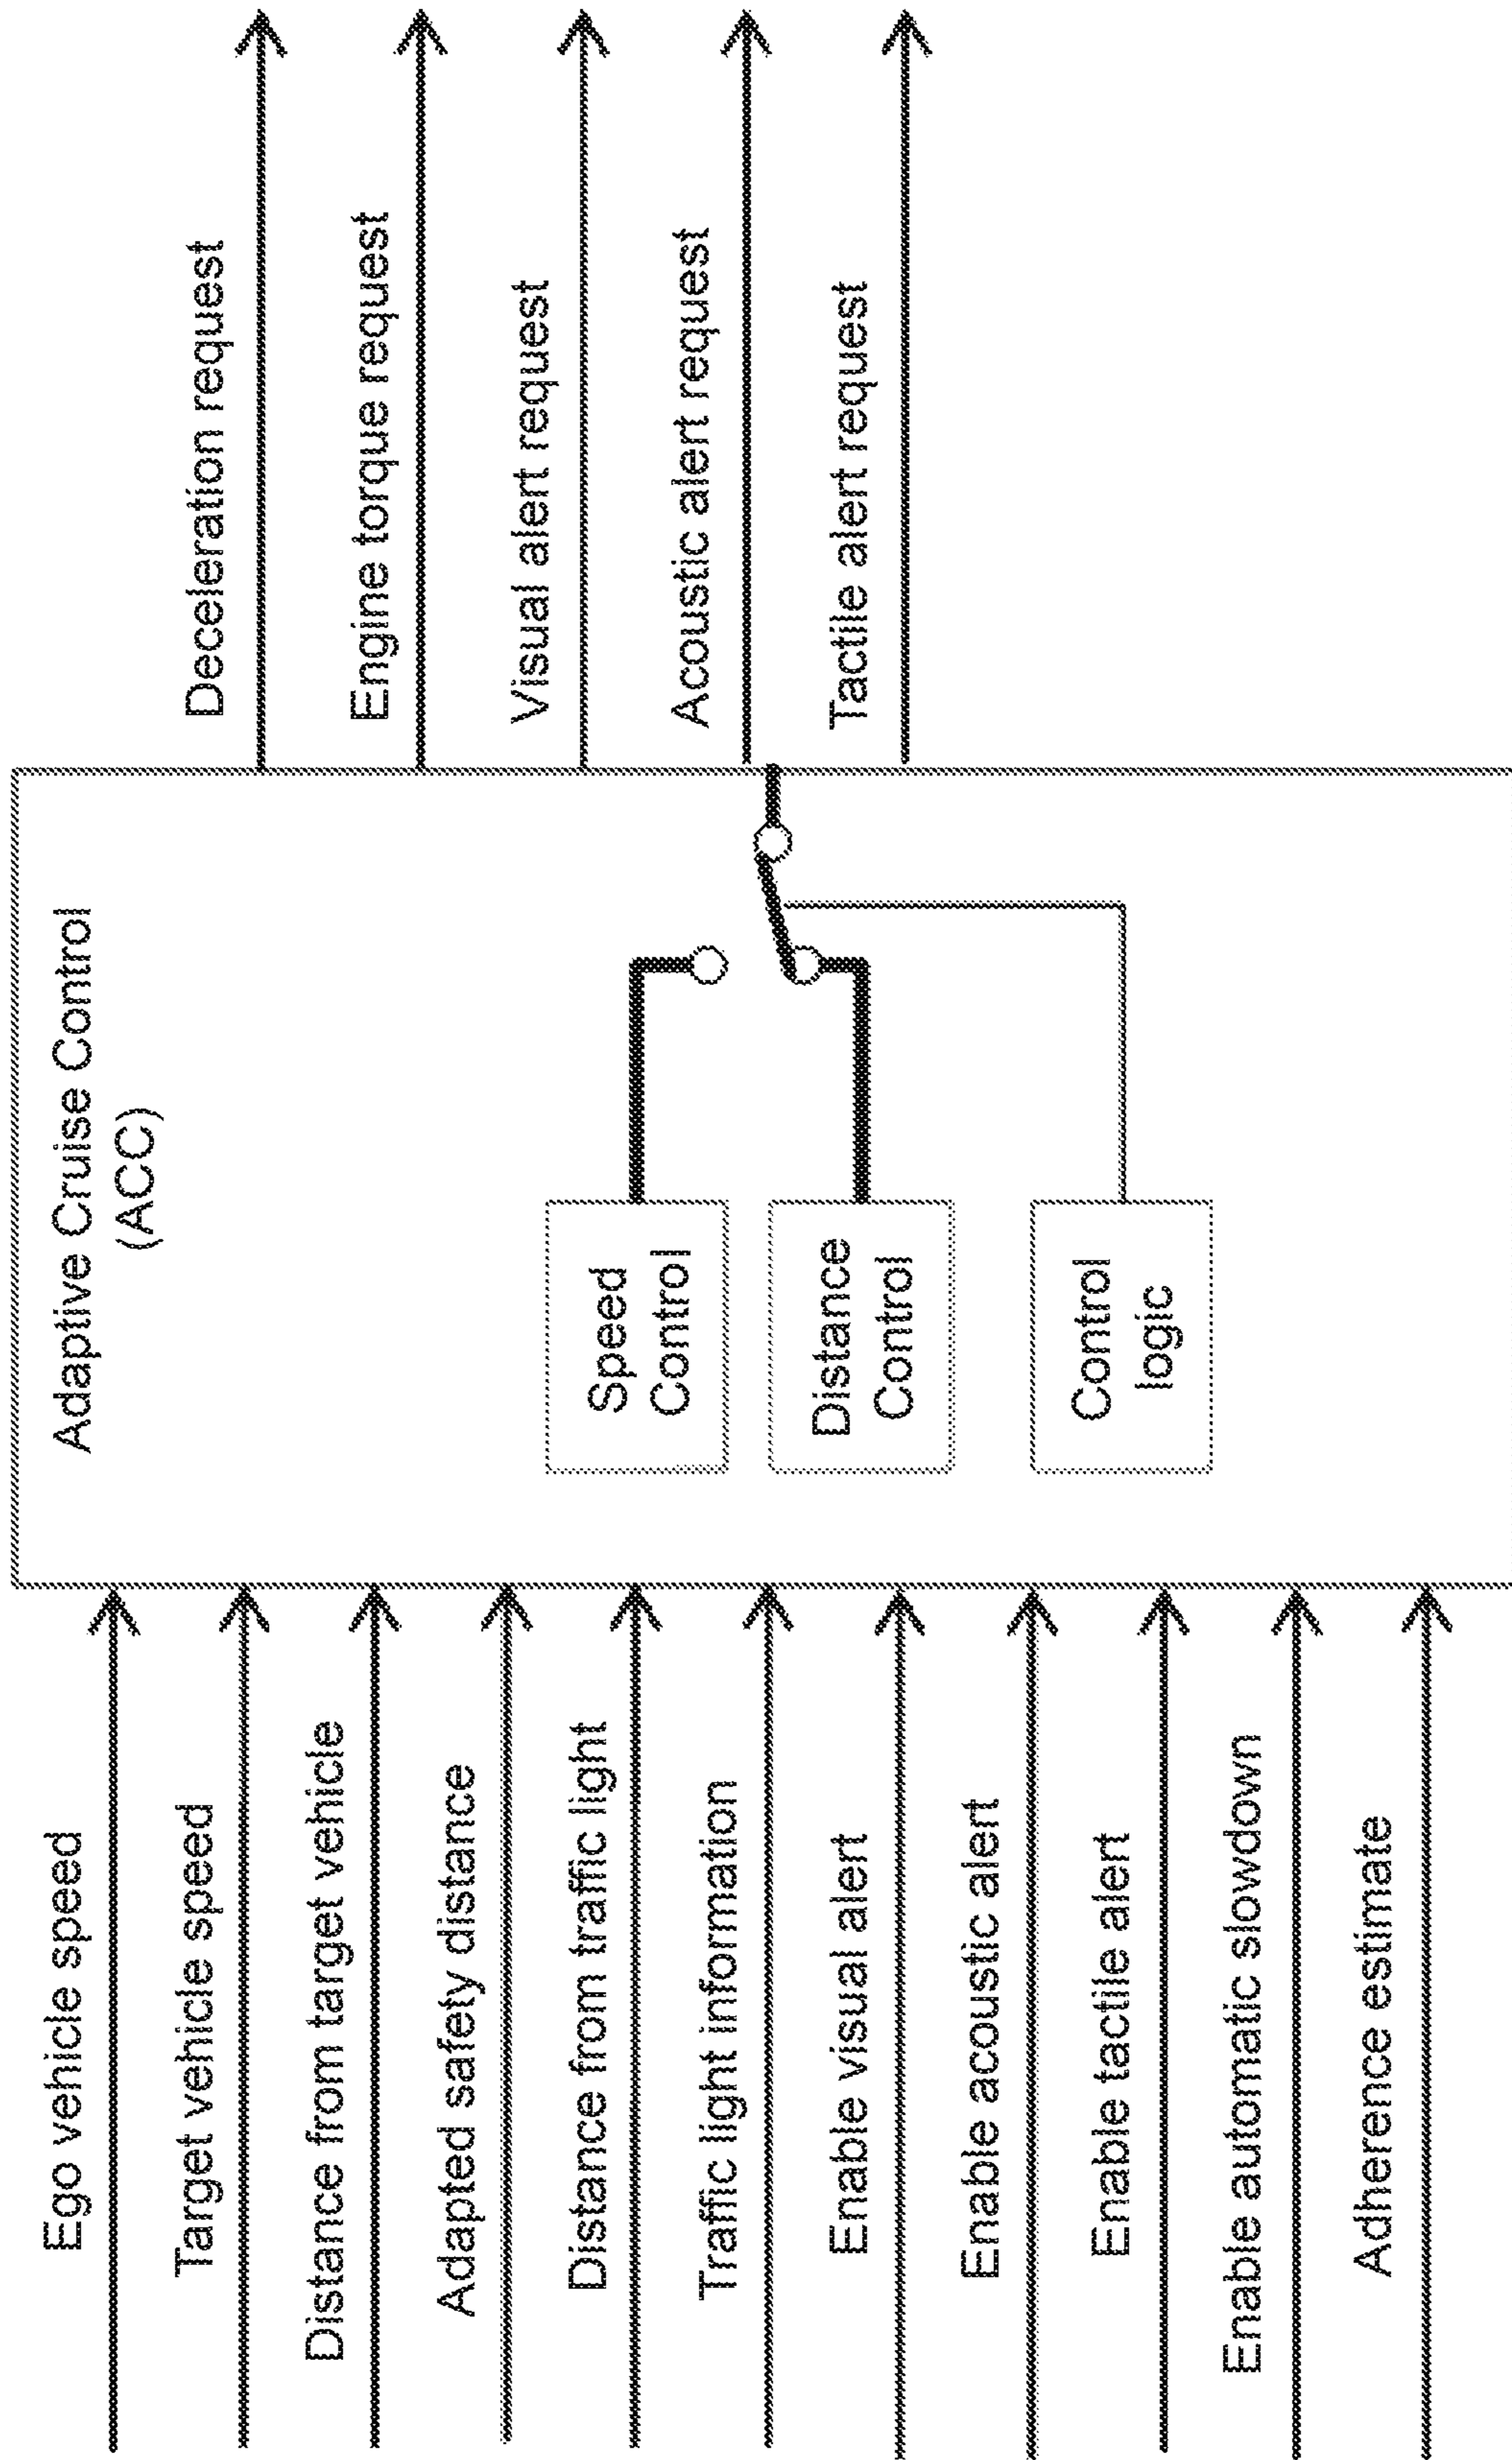 Ego vehicle speed
Target vehicle speed
Distance from target vehicle
Adapted safety distance
Distance from traffic light
Traffic light information
Enable visual alert
Enable acoustic alert
Enable tactile alert
Enable automatic slowdown
Adherence estimate
Adaptive Cruise Control
(ACC)
Speed
Control
Distance
Control
Control
logic
Deceleration request
Engine torque request
Visual alert request
Acoustic alert request
Tactile alert request